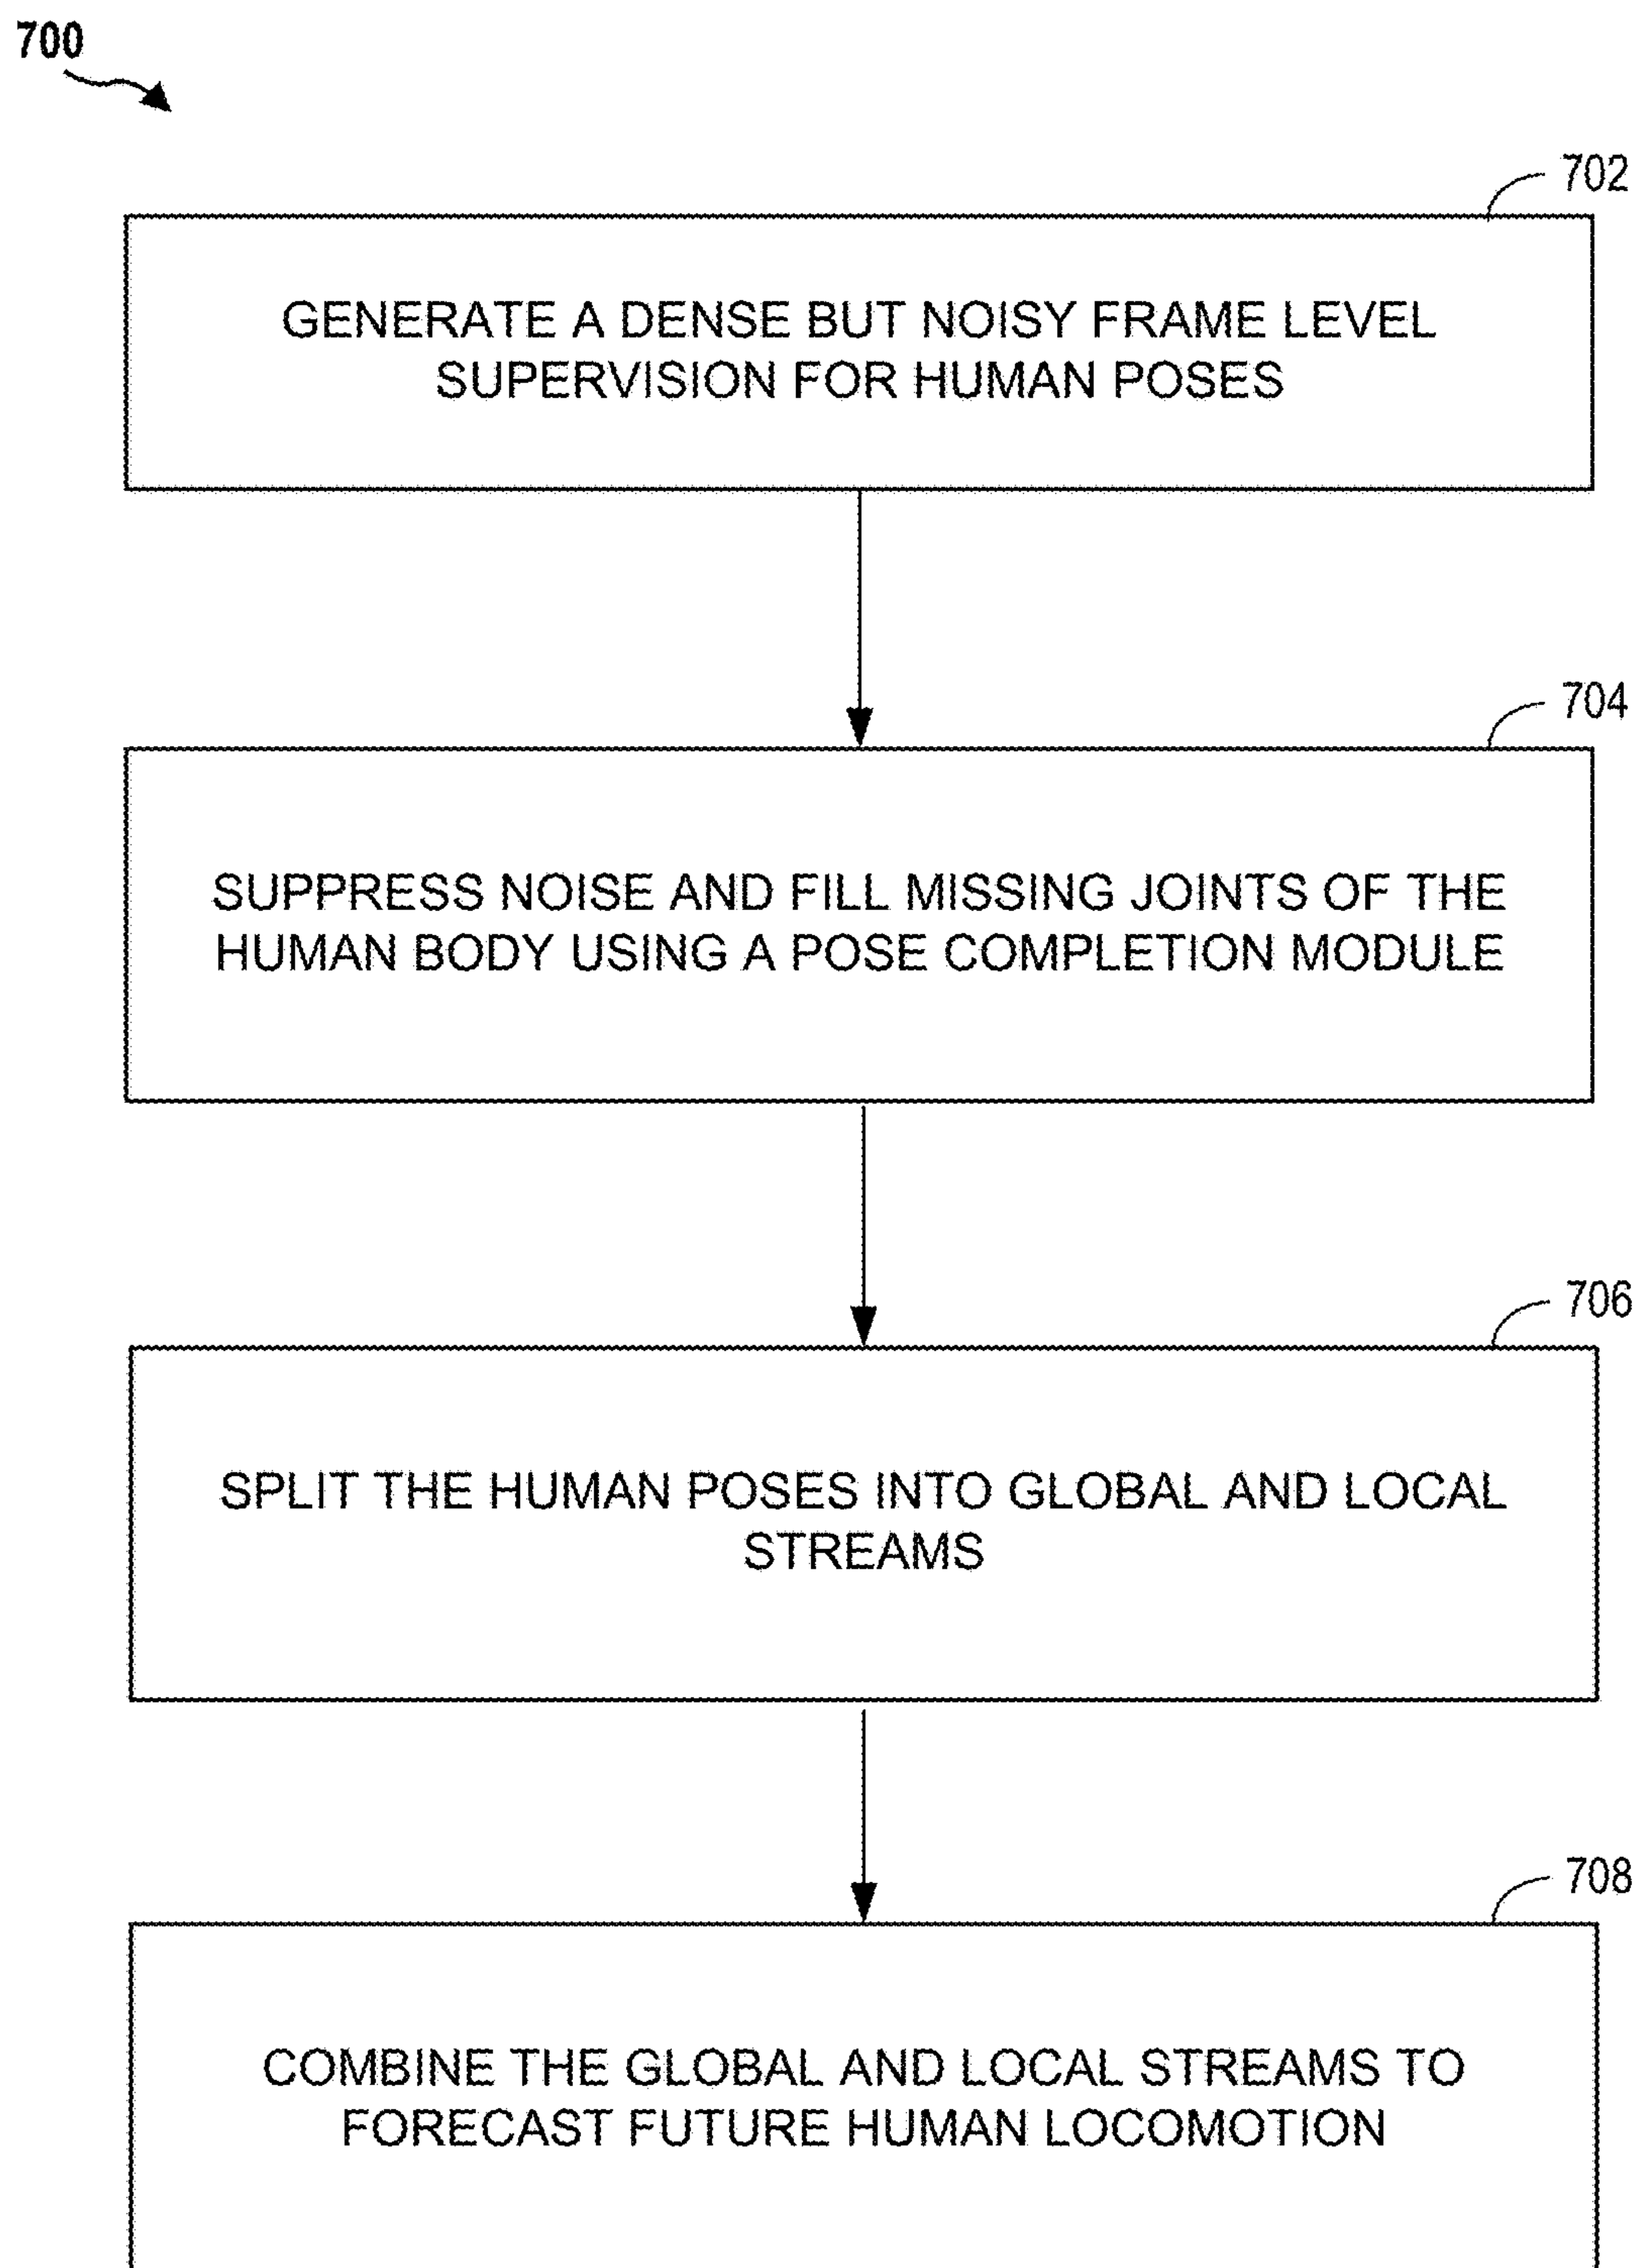 700
702
GENERATE A DENSE BUT NOISY FRAME LEVEL
SUPERVISION FOR HUMAN POSES
704
SUPPRESS NOISE AND FILL MISSING JOINTS OF THE
HUMAN BODY USING A POSE COMPLETION MODULE
706
SPLIT THE HUMAN POSES INTO GLOBAL AND LOCAL
STREAMS
708
COMBINE THE GLOBAL AND LOCAL STREAMS TO
FORECAST FUTURE HUMAN LOCOMOTION